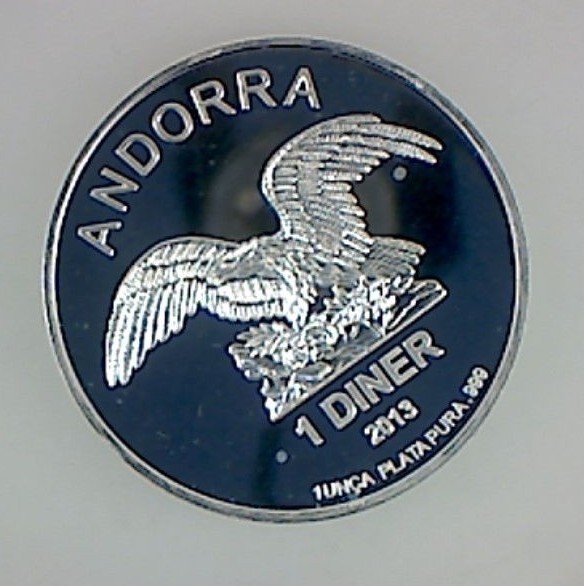 ANDORRA
1 DINER
2013
1 UNÇA PLATA PURA .999